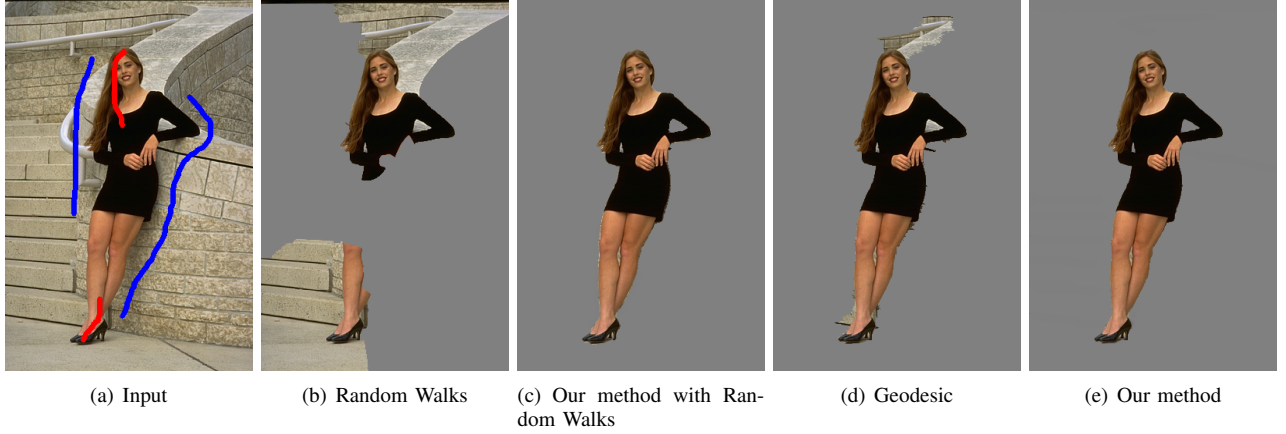 (a) Input
(b) Random Walks
(c) Our method with Ran-
dom Walks
(d) Geodesic
(e) Our method